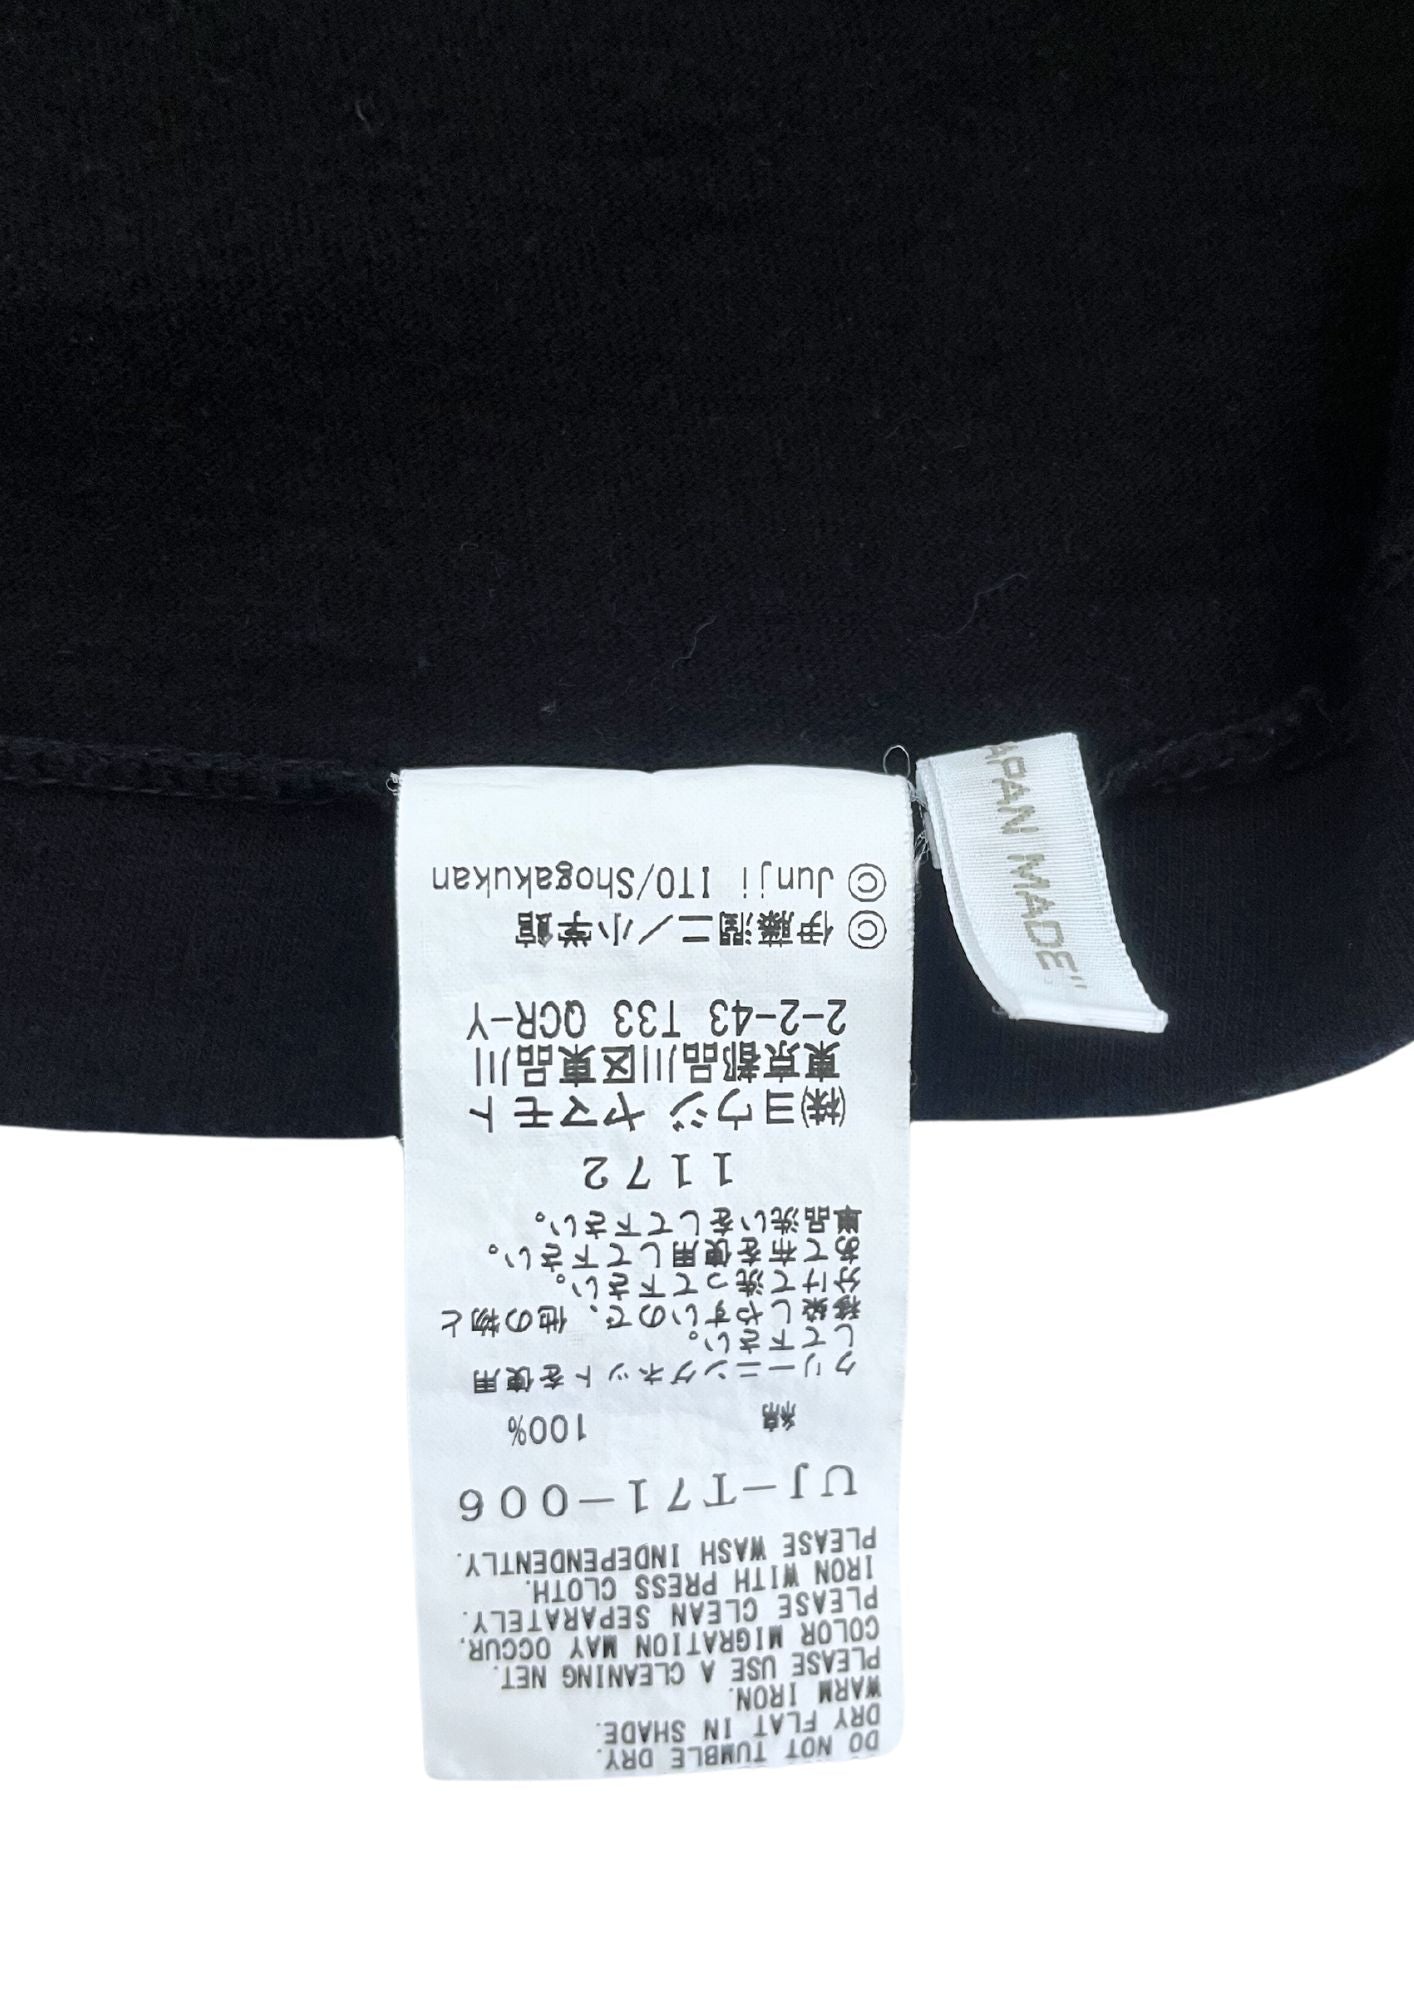 DO NOT TUMBLE DRY.
DRY FLAT IN SHADE.
WARM IRON.
PLEASE USE A CLEANING NET.
COLOR MIGRATION MAY OCCUR,
PLEASE CLEAN SEPARATELY.
IRON WITH PRESS CLOTH.
PLEASE WASH INDEPENDENTLY.
UJ-T71-006
綿 100%
クリーニングネットを使用
して下さい。
移染しやすいので、他の物と
分けて洗って下さい。
あて布を使用して下さい。
単品洗いをして下さい。
1172
㈱ヨウジ ヤマモト
東京都品川区東品川
2-2-43 T33 QCR-Y
© 伊藤潤二／小学館
© Junji ITO/Shogakukan
APAN MADE"